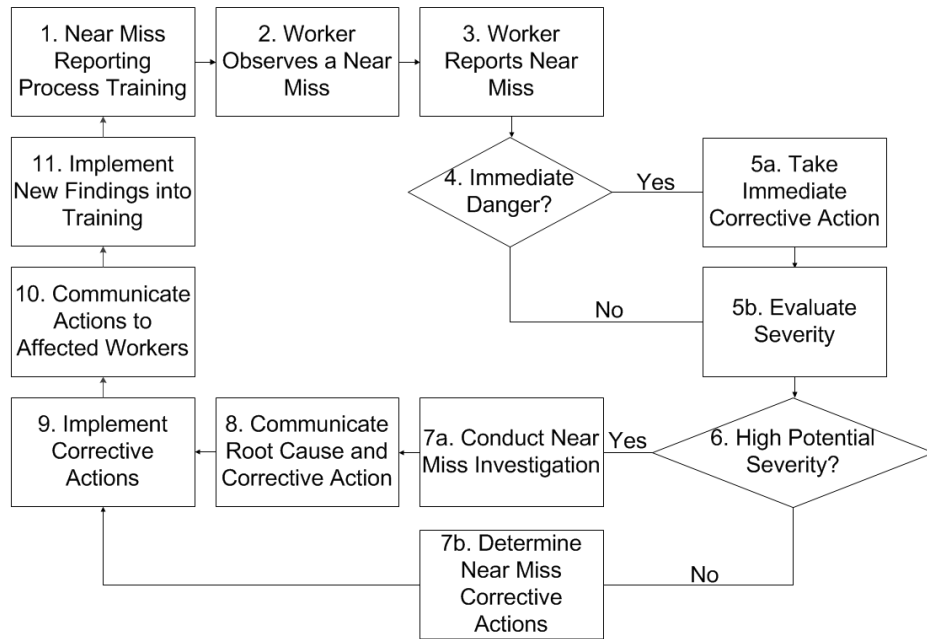 1. Near Miss
Reporting
Process Training
2. Worker
Observes a Near
Miss
3. Worker
Reports Near
Miss
4. Immediate
Danger?
Yes
5a. Take
Immediate
Corrective Action
No
5b. Evaluate
Severity
6. High Potential
Severity?
Yes
7a. Conduct Near
Miss Investigation
No
7b. Determine
Near Miss
Corrective
Actions
8. Communicate
Root Cause and
Corrective Action
9. Implement
Corrective
Actions
10. Communicate
Actions to
Affected Workers
11. Implement
New Findings into
Training